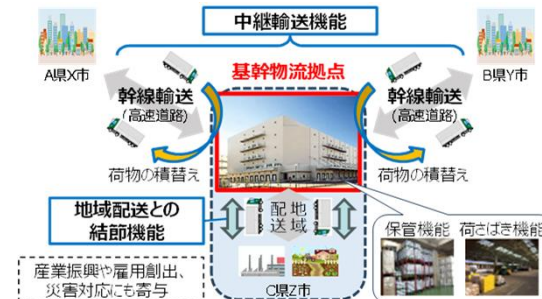 中継輸送機能
A県X市
B県Y市
基幹物流拠点
幹線輸送
(高速道路)
幹線輸送
(高速道路)
荷物の積替え
荷物の積替え
地域配送との
結節機能
地域
配送
保管機能
荷さばき機能
産業振興や雇用創出、
災害対応にも寄与
C県Z市